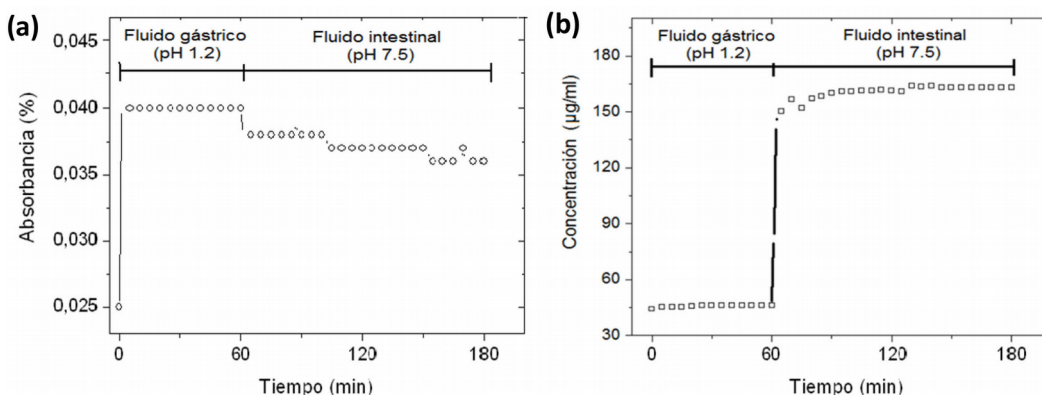 (a)
Fluido gástrico
(pH 1.2)
Fluido intestinal
(pH 7.5)
0,045
0,040
0,035
0,030
0,025
Absorbancia (%)
0
60
120
180
Tiempo (min)
(b)
Fluido gástrico
(pH 1.2)
Fluido intestinal
(pH 7.5)
180
150
120
90
60
30
Concentración (µg/ml)
0
60
120
180
Tiempo (min)